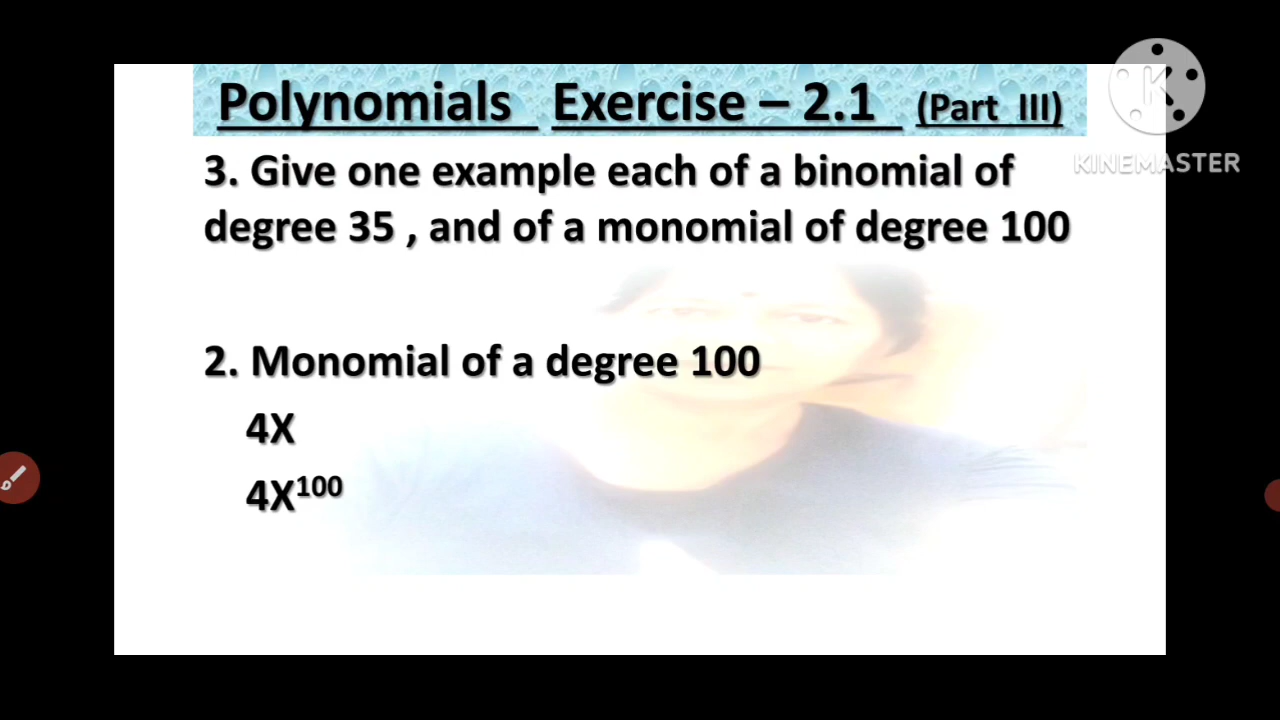 Polynomials Exercise – 2.1 (Part III)
KINEMASTER
3. Give one example each of a binomial of
degree 35 , and of a monomial of degree 100
2. Monomial of a degree 100
4X
4X¹⁰⁰